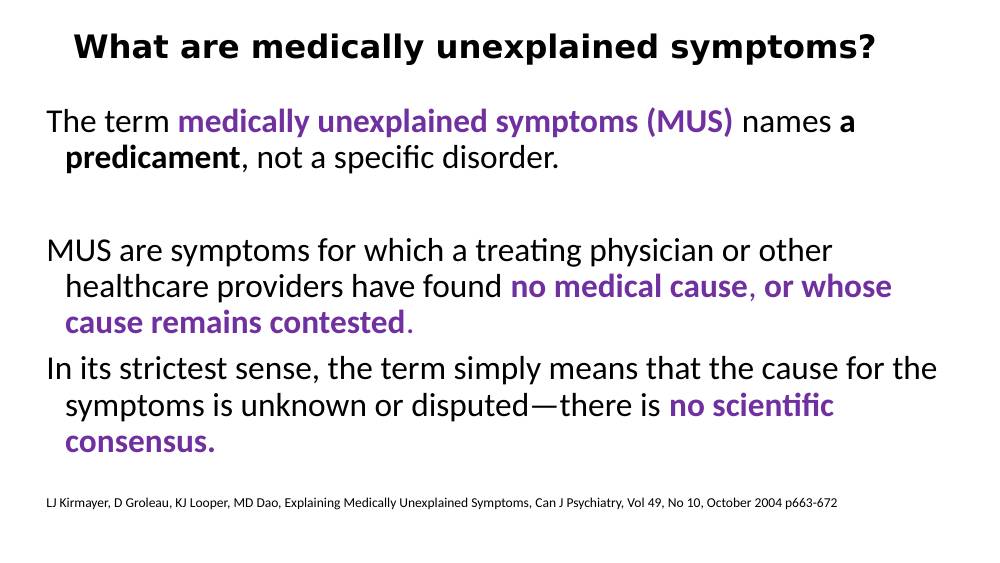 What are medically unexplained symptoms?
The term medically unexplained symptoms (MUS) names a
predicament, not a specific disorder.
MUS are symptoms for which a treating physician or other
healthcare providers have found no medical cause, or whose
cause remains contested.
In its strictest sense, the term simply means that the cause for the
symptoms is unknown or disputed—there is no scientific
consensus.
LJ Kirmayer, D Groleau, KJ Looper, MD Dao, Explaining Medically Unexplained Symptoms, Can J Psychiatry, Vol 49, No 10, October 2004 p663-672